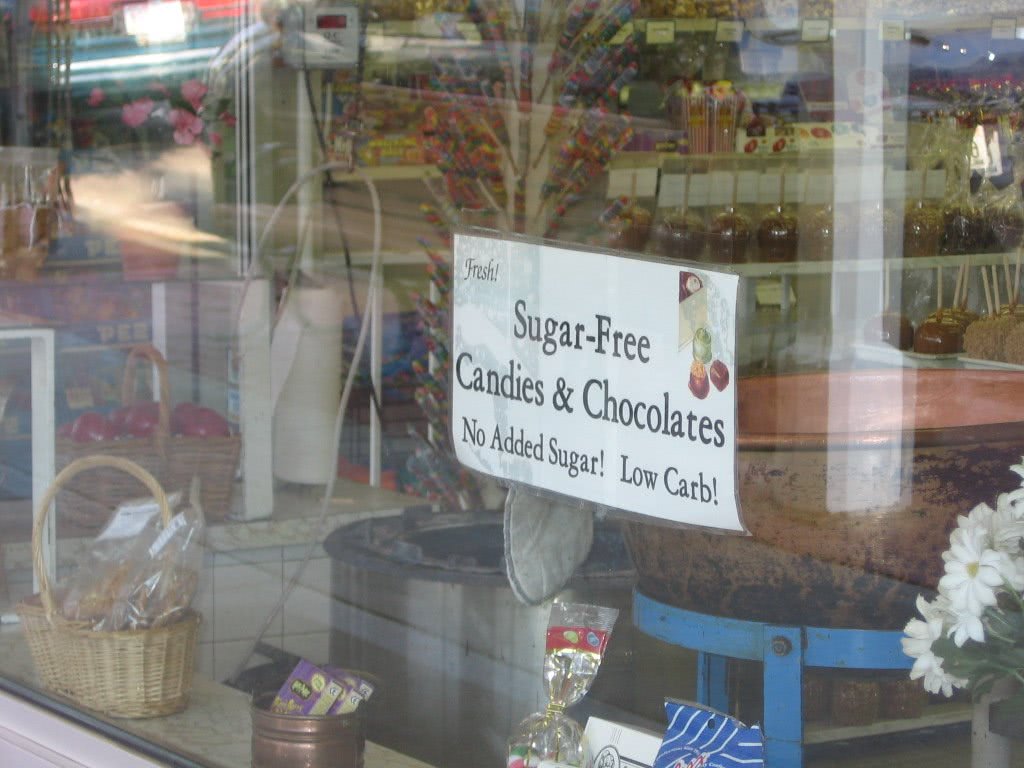 Fresh!
Sugar-Free
Candies & Chocolates
No Added Sugar! Low Carb!